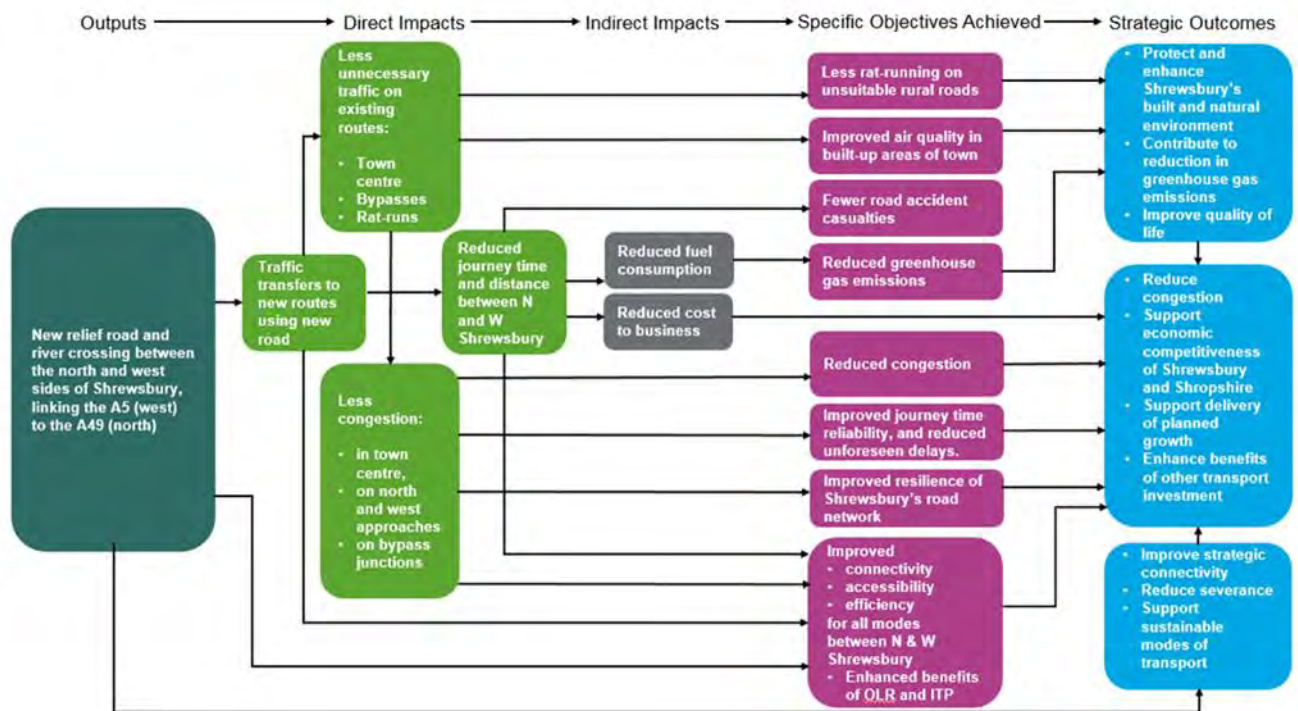 Outputs
Direct Impacts
Indirect Impacts
Specific Objectives Achieved
Strategic Outcomes
New relief road and
river crossing between
the north and west
sides of Shrewsbury,
linking the A5 (west)
to the A49 (north)
Traffic
transfers to
new routes
using new
road
Less
unnecessary
traffic on
existing
routes:
• Town
centre
• Bypasses
• Rat-runs
Less
congestion:
• in town
centre,
• on north
and west
approaches
• on bypass
junctions
Reduced
journey time
and distance
between N
and W
Shrewsbury
Reduced fuel
consumption
Reduced cost
to business
Less rat-running on
unsuitable rural roads
Improved air quality in
built-up areas of town
Fewer road accident
casualties
Reduced greenhouse
gas emissions
Reduced congestion
Improved journey time
reliability, and reduced
unforeseen delays.
Improved resilience of
Shrewsbury's road
network
Improved
• connectivity
• accessibility
• efficiency
for all modes
between N & W
Shrewsbury
• Enhanced benefits
of OLR and ITP
• Protect and
enhance
Shrewsbury's
built and natural
environment
• Contribute to
reduction in
greenhouse gas
emissions
• Improve quality of
life
• Reduce
congestion
• Support
economic
competitiveness
of Shrewsbury
and Shropshire
• Support delivery
of planned
growth
• Enhance benefits
of other transport
investment
• Improve strategic
connectivity
• Reduce severance
• Support
sustainable
modes of
transport